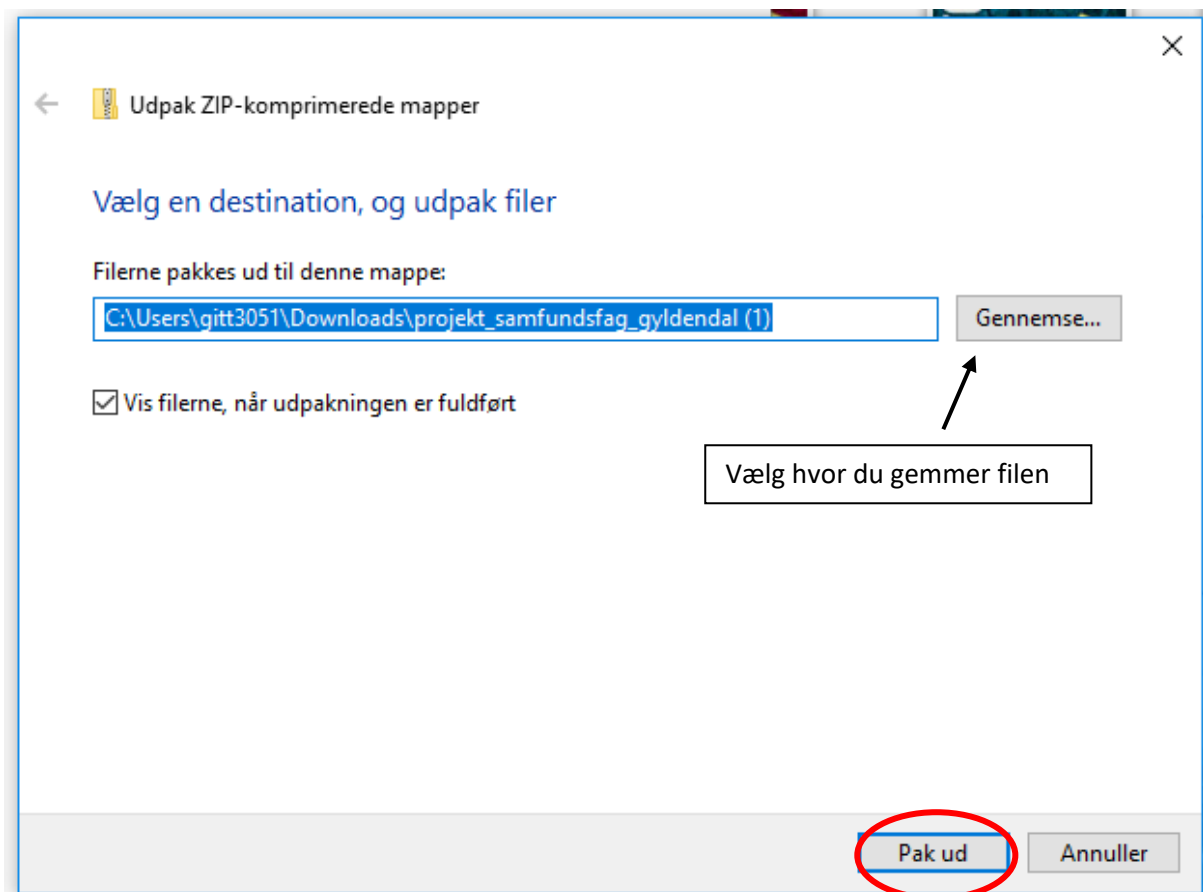 Udpak ZIP-komprimerede mapper
Vælg en destination, og udpak filer
Filerne pakkes ud til denne mappe:
C:\Users\gitt3051\Downloads\projekt_samfundsfag_gyldendal (1)
Gennemse...
Vis filerne, når udpakningen er fuldført
Vælg hvor du gemmer filen
Pak ud
Annuller